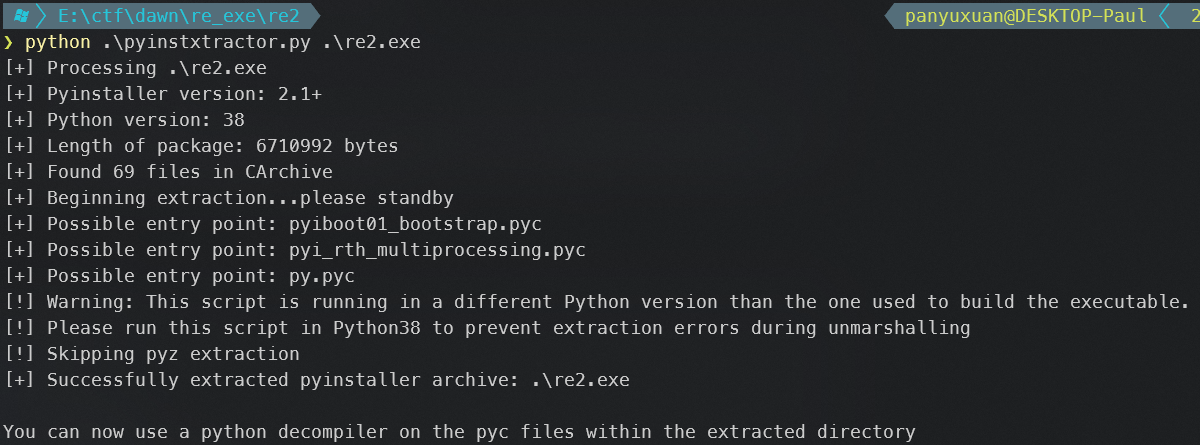 E:\ctf\dawn\re_exe\re2
panyuxuan@DESKTOP-Paul
2
❯ python .\pyinstxtractor.py .\re2.exe
[+] Processing .\re2.exe
[+] Pyinstaller version: 2.1+
[+] Python version: 38
[+] Length of package: 6710992 bytes
[+] Found 69 files in CArchive
[+] Beginning extraction...please standby
[+] Possible entry point: pyiboot01_bootstrap.pyc
[+] Possible entry point: pyi_rth_multiprocessing.pyc
[+] Possible entry point: py.pyc
[!] Warning: This script is running in a different Python version than the one used to build the executable.
[!] Please run this script in Python38 to prevent extraction errors during unmarshalling
[!] Skipping pyz extraction
[+] Successfully extracted pyinstaller archive: .\re2.exe
You can now use a python decompiler on the pyc files within the extracted directory